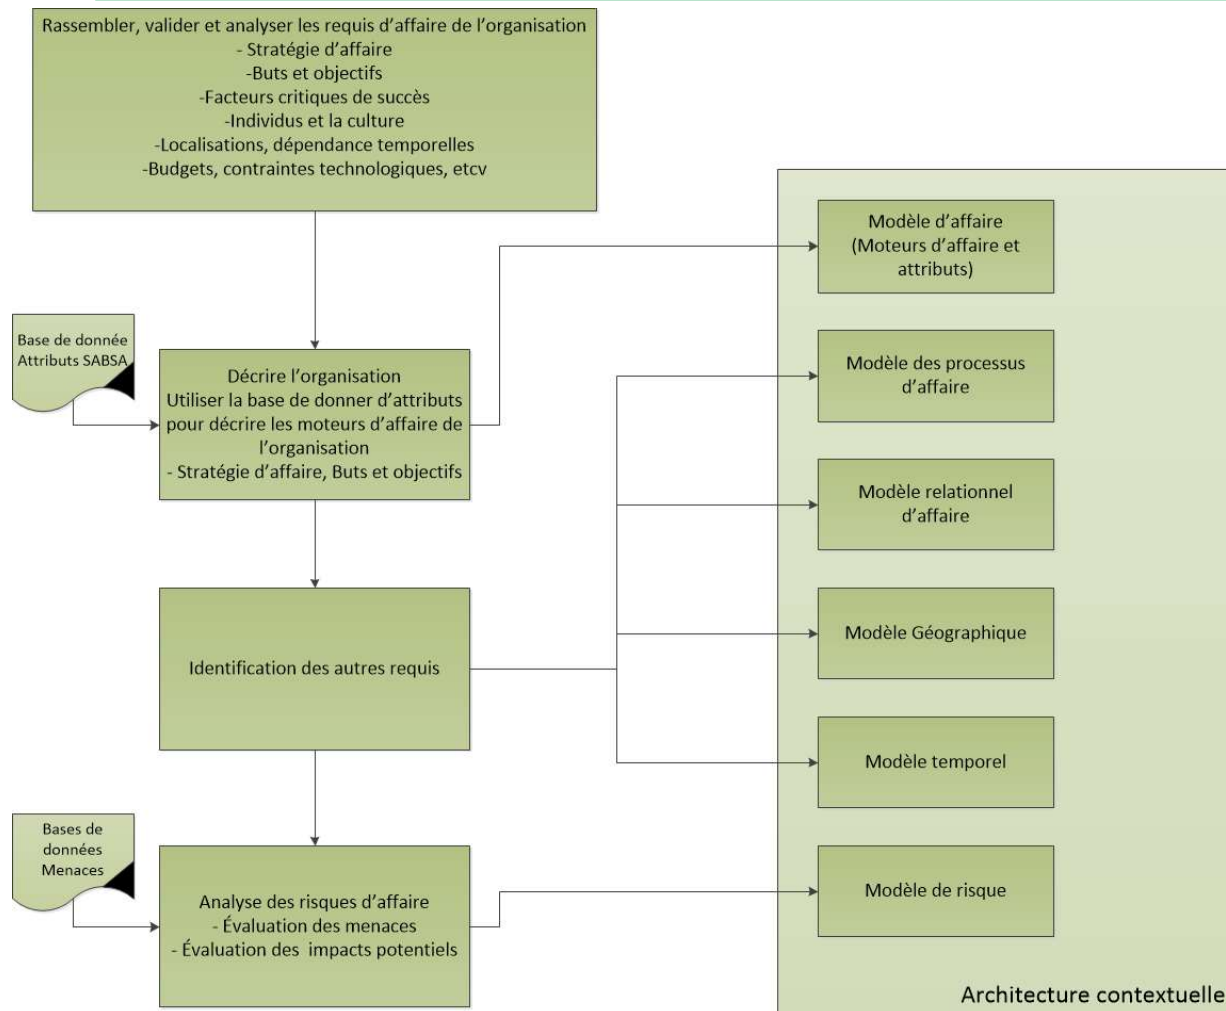 Rassembler, valider et analyser les requis d’affaire de l’organisation
- Stratégie d’affaire
-Buts et objectifs
-Facteurs critiques de succès
-Individus et la culture
-Localisations, dépendance temporelles
-Budgets, contraintes technologiques, etcv
Modèle d’affaire
(Moteurs d’affaire et
attributs)
Base de donnée
Attributs SABSA
Décrire l’organisation
Utiliser la base de donner d’attributs
pour décrire les moteurs d’affaire de
l’organisation
- Stratégie d’affaire, Buts et objectifs
Modèle des processus
d’affaire
Modèle relationnel
d’affaire
Identification des autres requis
Modèle Géographique
Modèle temporel
Bases de
données
Menaces
Analyse des risques d’affaire
- Évaluation des menaces
- Évaluation des impacts potentiels
Modèle de risque
Architecture contextuelle